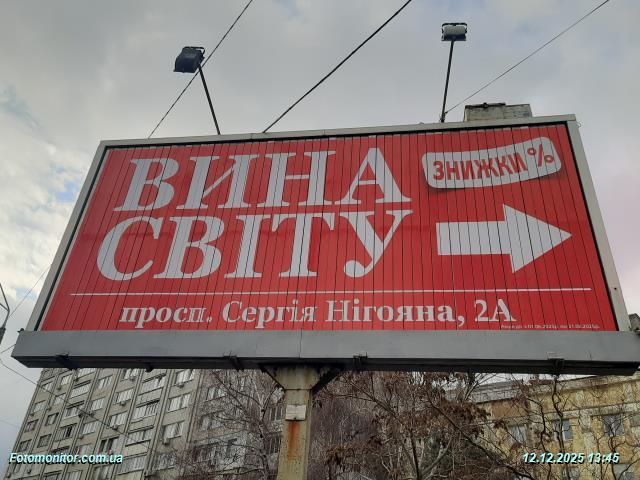 ВИНА
СВІТУ
ЗНИЖКИ %
просп. Сергія Нігояна, 2А
Fotomonitor.com.ua
12.12.2025 13:45